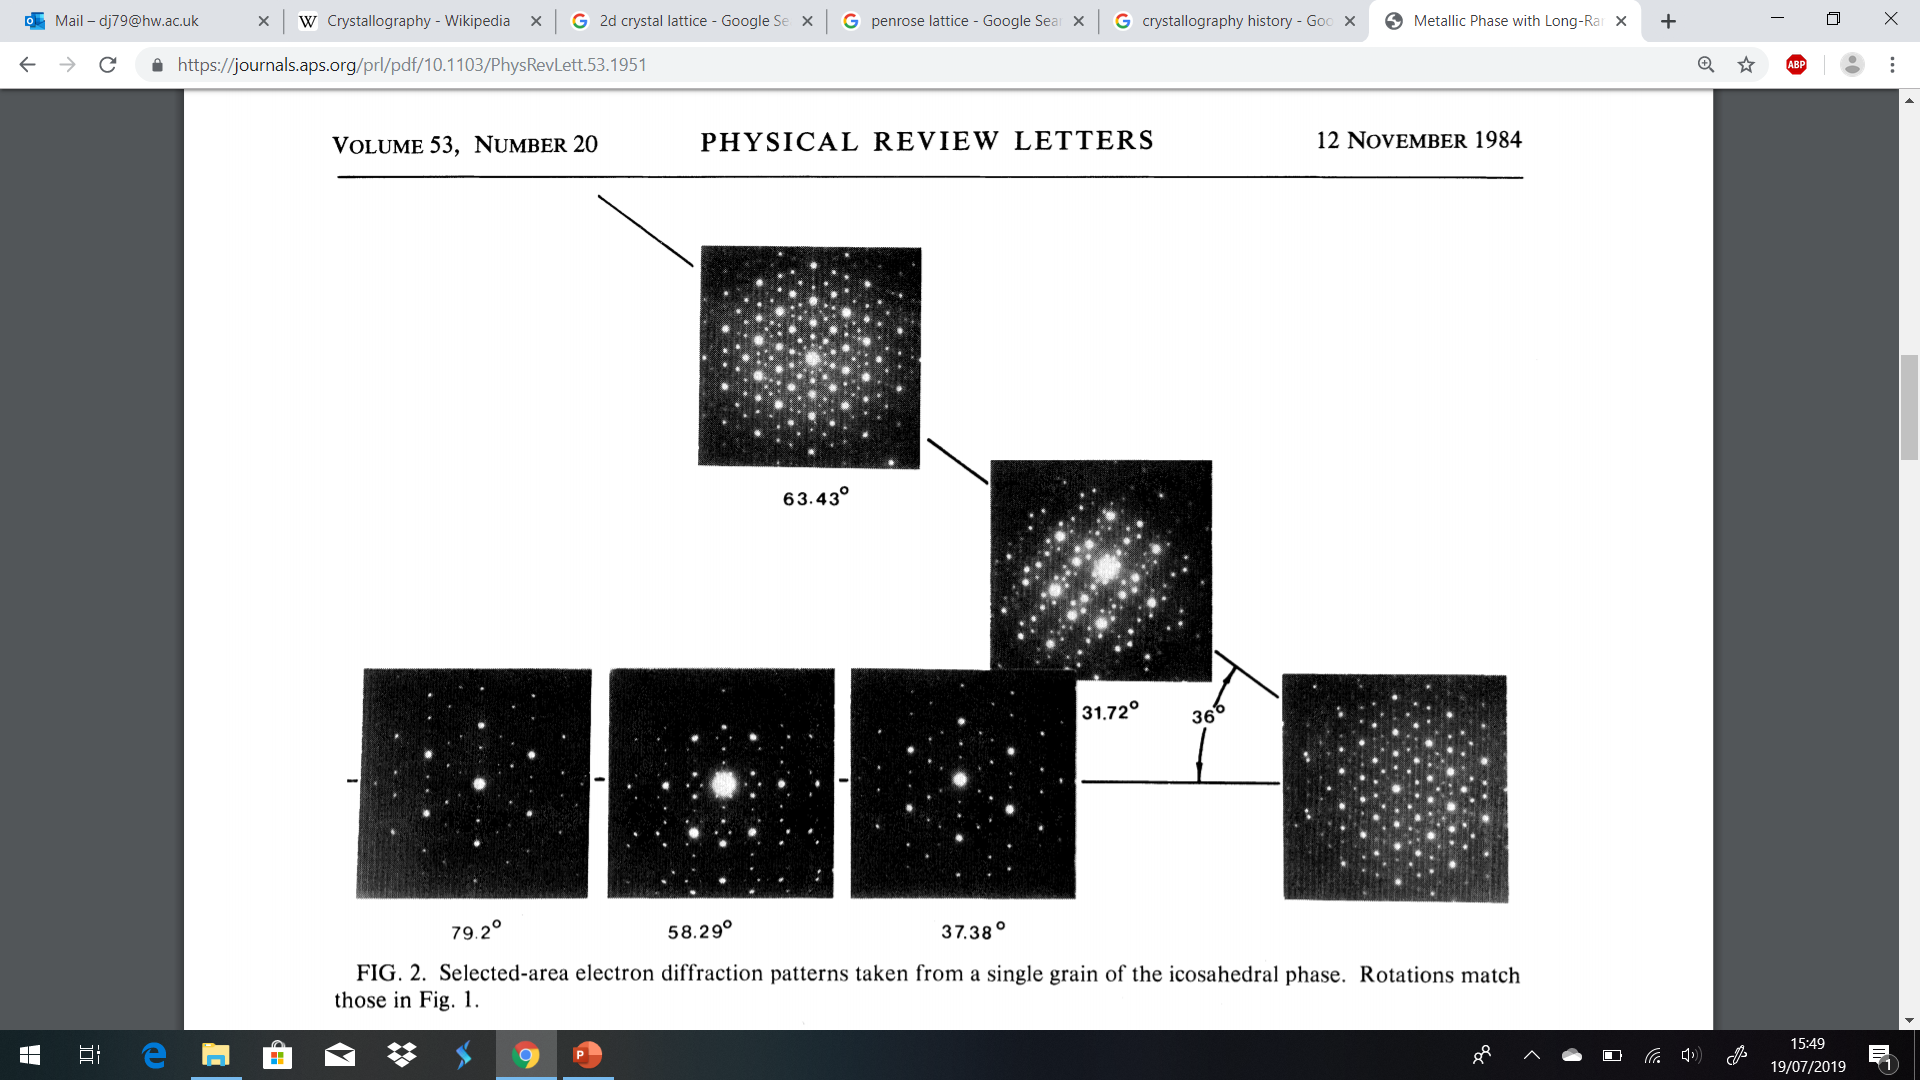 Mail – dj79@hw.ac.uk
Crystallography - Wikipedia
2d crystal lattice - Google Se
penrose lattice - Google Sear
crystallography history - Goo
Metallic Phase with Long-Ran
https://journals.aps.org/prl/pdf/10.1103/PhysRevLett.53.1951
ABP
VOLUME 53, NUMBER 20 PHYSICAL REVIEW LETTERS 12 NOVEMBER 1984
63.43°
31.72°
36°
79.2° 58.29° 37.38°
FIG. 2. Selected-area electron diffraction patterns taken from a single grain of the icosahedral phase. Rotations match
those in Fig. 1.
15:49
19/07/2019
1